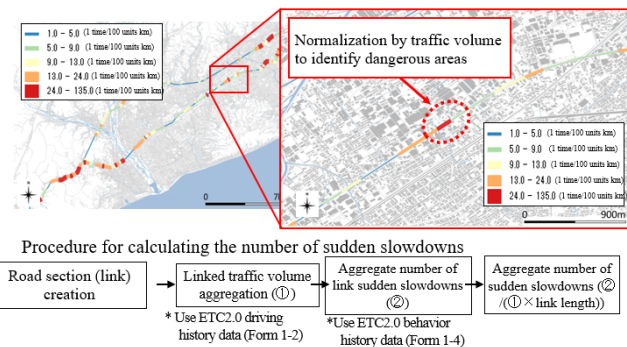 1.0 - 5.0 (1 time/100 units km)
5.0 - 9.0 (1 time/100 units km)
9.0 - 13.0 (1 time/100 units km)
13.0 - 24.0 (1 time/100 units km)
24.0 - 135.0 (1 time/100 units km)
0
Normalization by traffic volume
to identify dangerous areas
1.0 - 5.0 (1 time/100 units km)
5.0 - 9.0 (1 time/100 units km)
9.0 - 13.0 (1 time/100 units km)
13.0 - 24.0 (1 time/100 units km)
24.0 - 135.0 (1 time/100 units km)
0 900m
Procedure for calculating the number of sudden slowdowns
Road section (link)
creation
Linked traffic volume
aggregation (①)
* Use ETC2.0 driving
history data (Form 1-2)
Aggregate number of
link sudden slowdowns
(②)
*Use ETC2.0 behavior
history data (Form 1-4)
Aggregate number of
sudden slowdowns (②
/(①×link length))